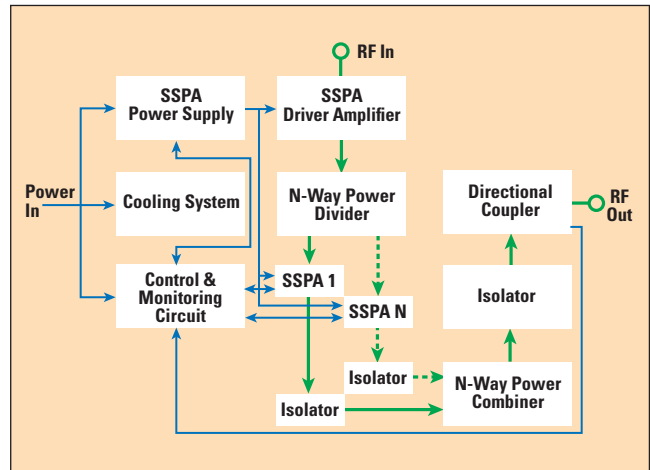 RF In
SSPA
Power Supply
SSPA
Driver Amplifier
Power
In
Cooling System
N-Way Power
Divider
Directional
Coupler
RF
Out
Control &
Monitoring
Circuit
SSPA 1
SSPA N
Isolator
Isolator
Isolator
N-Way Power
Combiner